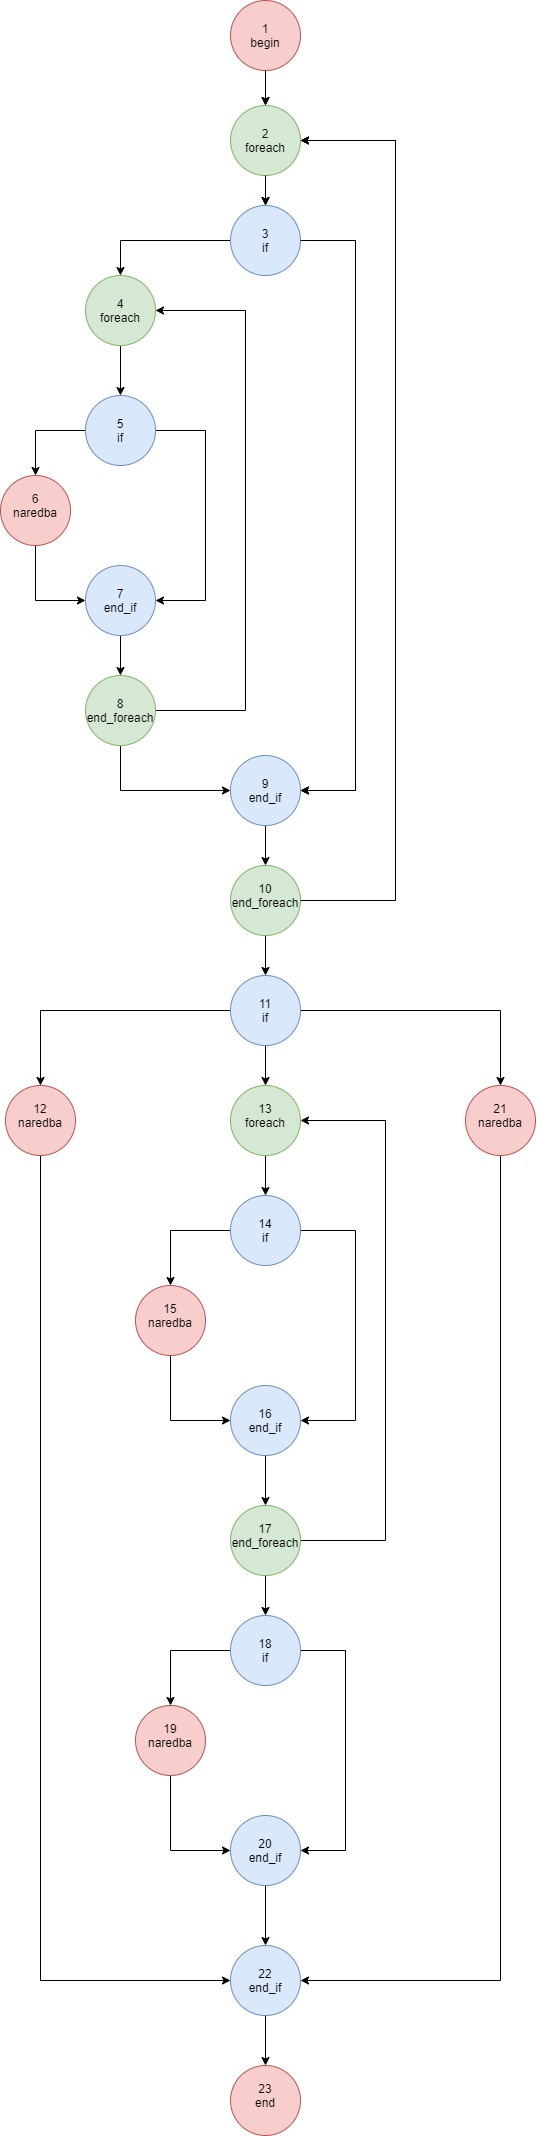 1
begin
2
foreach
3
if
4
foreach
5
if
6
naredba
7
end_if
8
end_foreach
9
end_if
10
end_foreach
11
if
12
naredba
13
foreach
21
naredba
14
if
15
naredba
16
end_if
17
end_foreach
18
if
19
naredba
20
end_if
22
end_if
23
end